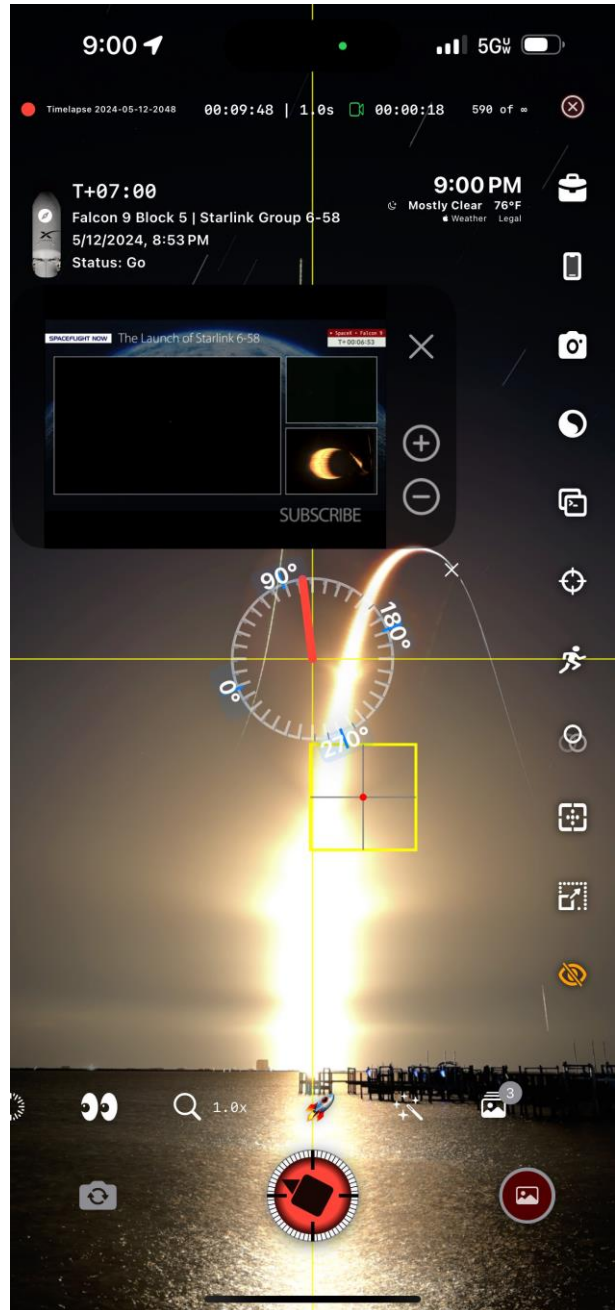 9:00
5G UW
Timelapse 2024-05-12-2048
00:09:48 | 1.0s
00:00:18
590 of ∞
T+07:00
Falcon 9 Block 5 | Starlink Group 6-58
5/12/2024, 8:53 PM
Status: Go
9:00 PM
Mostly Clear 76°F
Weather Legal
SPACEFLIGHT NOW The Launch of Starlink 6-58
SpaceX • Falcon 9
T+00:06:53
SUBSCRIBE
90°
180°
0°
270°
1.0x
3